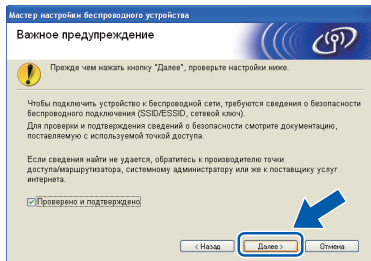 Мастер настройки беспроводного устройства
Важное предупреждение
Прежде чем нажать кнопку "Далее", проверьте настройки ниже.
Чтобы подключить устройство к беспроводной сети, требуются сведения о безопасности
беспроводного подключения (SSID/ESSID, сетевой ключ).
Для проверки и подтверждения сведений о безопасности смотрите документацию,
поставляемую с используемой точкой доступа.
Если сведения найти не удается, обратитесь к производителю точки
доступа/маршрутизатора, системному администратору или же к поставщику услуг
интернета.
Проверено и подтверждено
< Назад Далее > Отмена